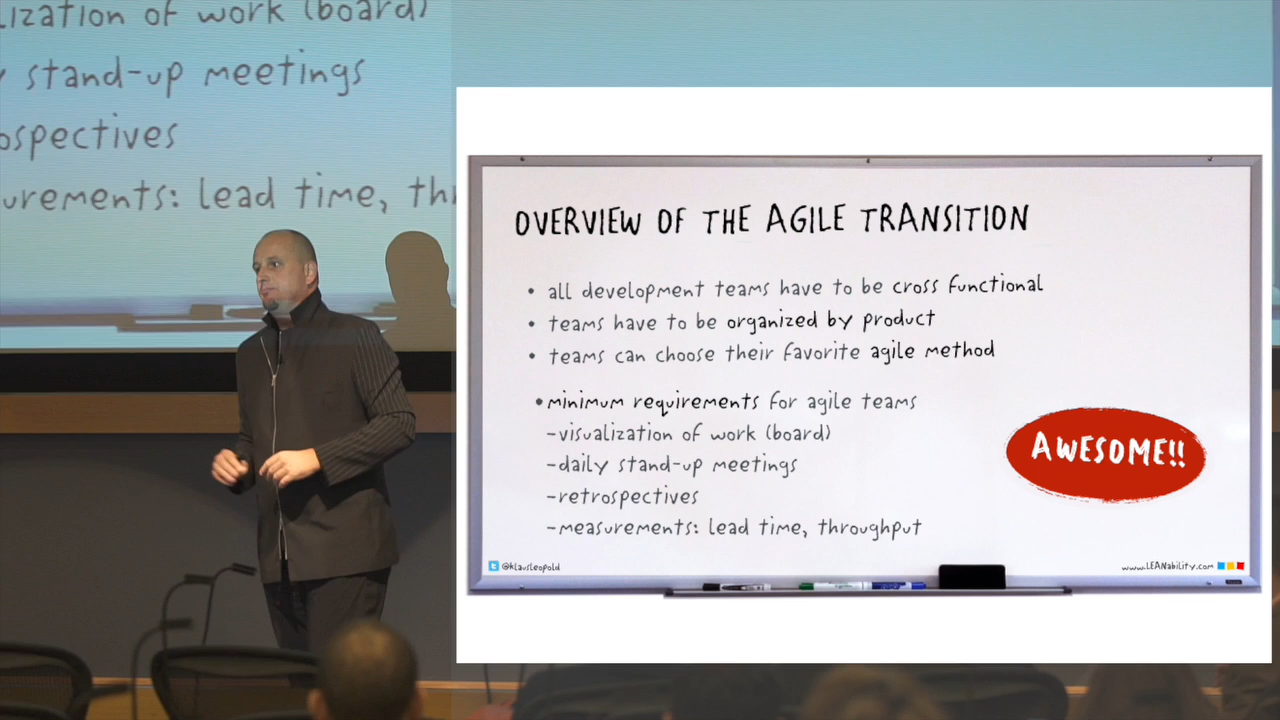 lization of work (board)
stand-up meetings
ospectives
urements: lead time, th
OVERVIEW OF THE AGILE TRANSITION
• all development teams have to be cross functional
• teams have to be organized by product
• teams can choose their favorite agile method
• minimum requirements for agile teams
-visualization of work (board)
-daily stand-up meetings
-retrospectives
-measurements: lead time, throughput
AWESOME!!
@klausleopold
www.LEANability.com